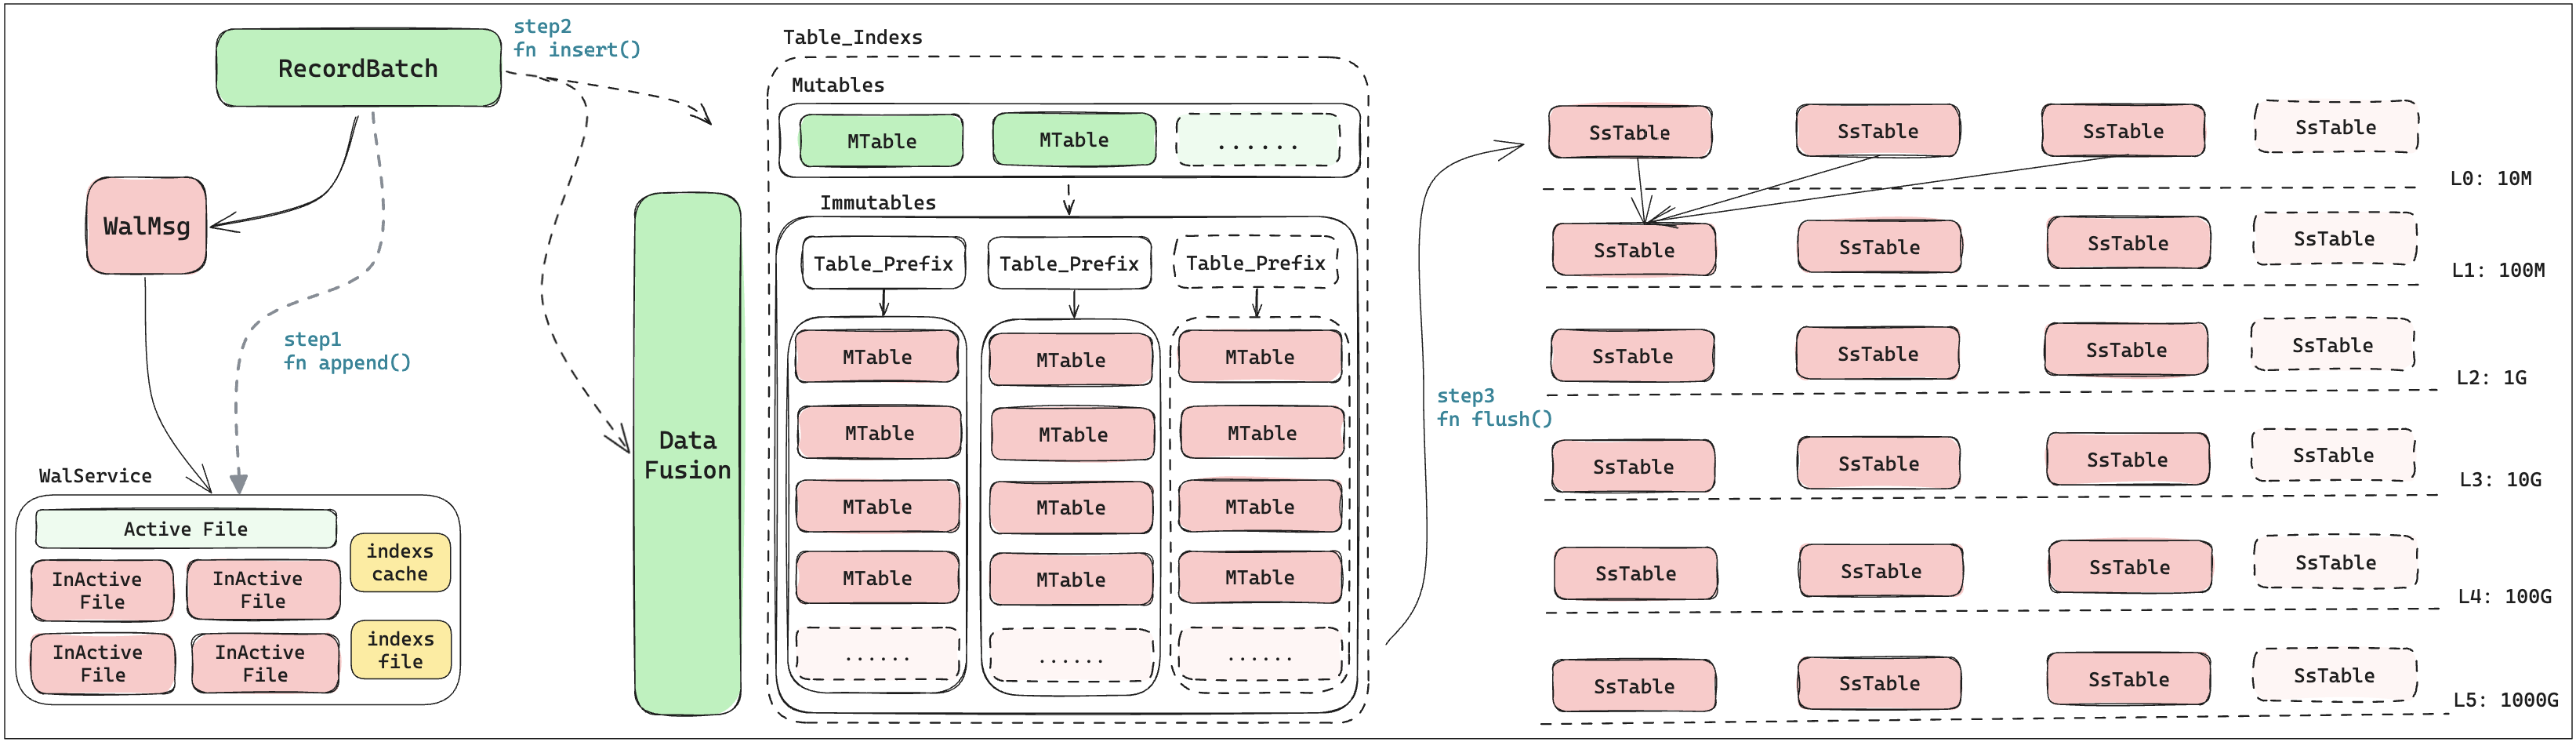 step2
fn insert()
RecordBatch
WalMsg
step1
fn append()
WalService
Active File
indexs
cache
InActive
File
InActive
File
indexs
file
InActive
File
InActive
File
Data
Fusion
Table_Indexs
Mutables
MTable
MTable
......
Immutables
Table_Prefix
Table_Prefix
Table_Prefix
MTable
MTable
MTable
MTable
MTable
MTable
MTable
MTable
MTable
MTable
MTable
MTable
......
......
......
step3
fn flush()
SsTable
SsTable
SsTable
SsTable
L0: 10M
SsTable
SsTable
SsTable
SsTable
L1: 100M
SsTable
SsTable
SsTable
SsTable
L2: 1G
SsTable
SsTable
SsTable
SsTable
L3: 10G
SsTable
SsTable
SsTable
SsTable
L4: 100G
SsTable
SsTable
SsTable
SsTable
L5: 1000G